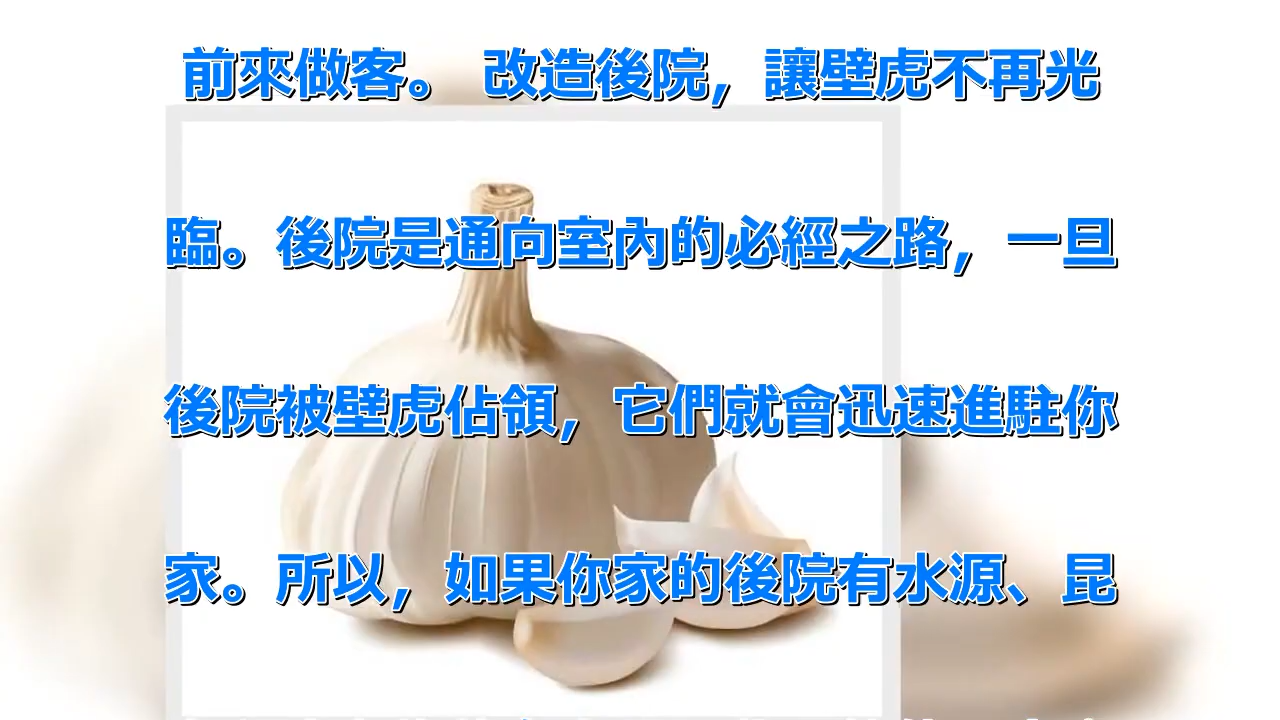 前來做客。 改造後院，讓壁虎不再光
臨。後院是通向室內的必經之路，一旦
後院被壁虎佔領，它們就會迅速進駐你
家。所以，如果你家的後院有水源、昆